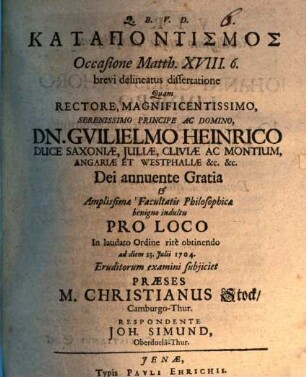 Q. B. V. D.
ΚΑΤΑΠΟΝΤΙΣΜΟΣ
Occasione Matth. XVIII. 6.
brevi delineatus dissertatione
Quam
RECTORE, MAGNIFICENTISSIMO,
SERENISSIMO PRINCIPE AC DOMINO,
DN. GVILIELMO HEINRICO
DUCE SAXONIÆ, JULIÆ, CLIVIÆ AC MONTIUM,
ANGARIÆ ET WESTPHALIÆ &c. &c.
Dei annuente Gratia
&
Amplissimæ Facultatis Philosophicæ
benigno indultu
PRO LOCO
In laudato Ordine ritè obtinendo
ad diem 23. Julii 1704.
Eruditorum examini subjiciet
PRÆSES
M. CHRISTIANUS Stock/
Camburgo-Thur.
RESPONDENTE
JOH. SIMUND,
Oberdorlâ-Thur.
JENÆ,
Typis PAULI EHRICHII.